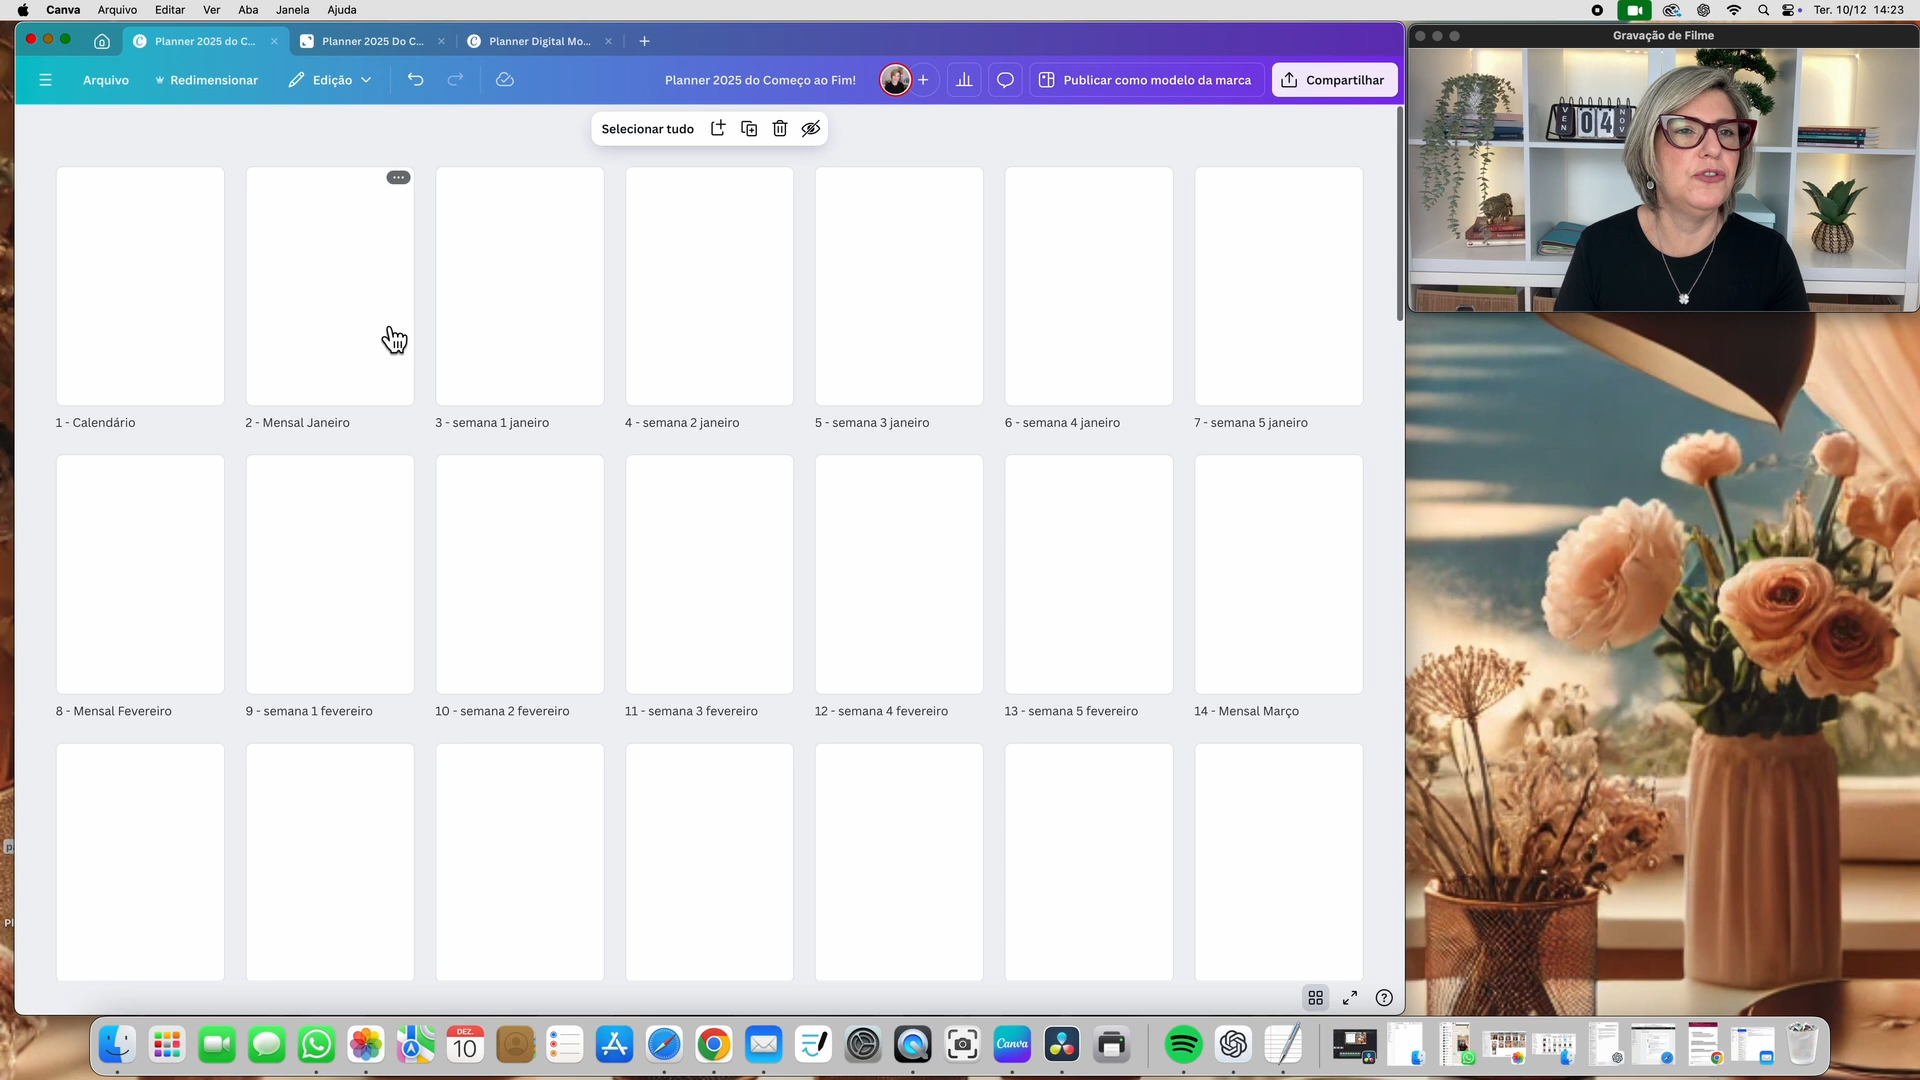 Canva Arquivo Editar Ver Aba Janela Ajuda
Ter. 10/12 14:23
Planner 2025 do C...
Planner 2025 Do C...
Planner Digital Mo...
Arquivo
Redimensionar
Edição
Planner 2025 do Começo ao Fim!
Publicar como modelo da marca
Compartilhar
Gravação de Filme
VEN 04 NOV
Selecionar tudo
1 - Calendário
2 - Mensal Janeiro
3 - semana 1 janeiro
4 - semana 2 janeiro
5 - semana 3 janeiro
6 - semana 4 janeiro
7 - semana 5 janeiro
8 - Mensal Fevereiro
9 - semana 1 fevereiro
10 - semana 2 fevereiro
11 - semana 3 fevereiro
12 - semana 4 fevereiro
13 - semana 5 fevereiro
14 - Mensal Março
DEZ.
10
Canva